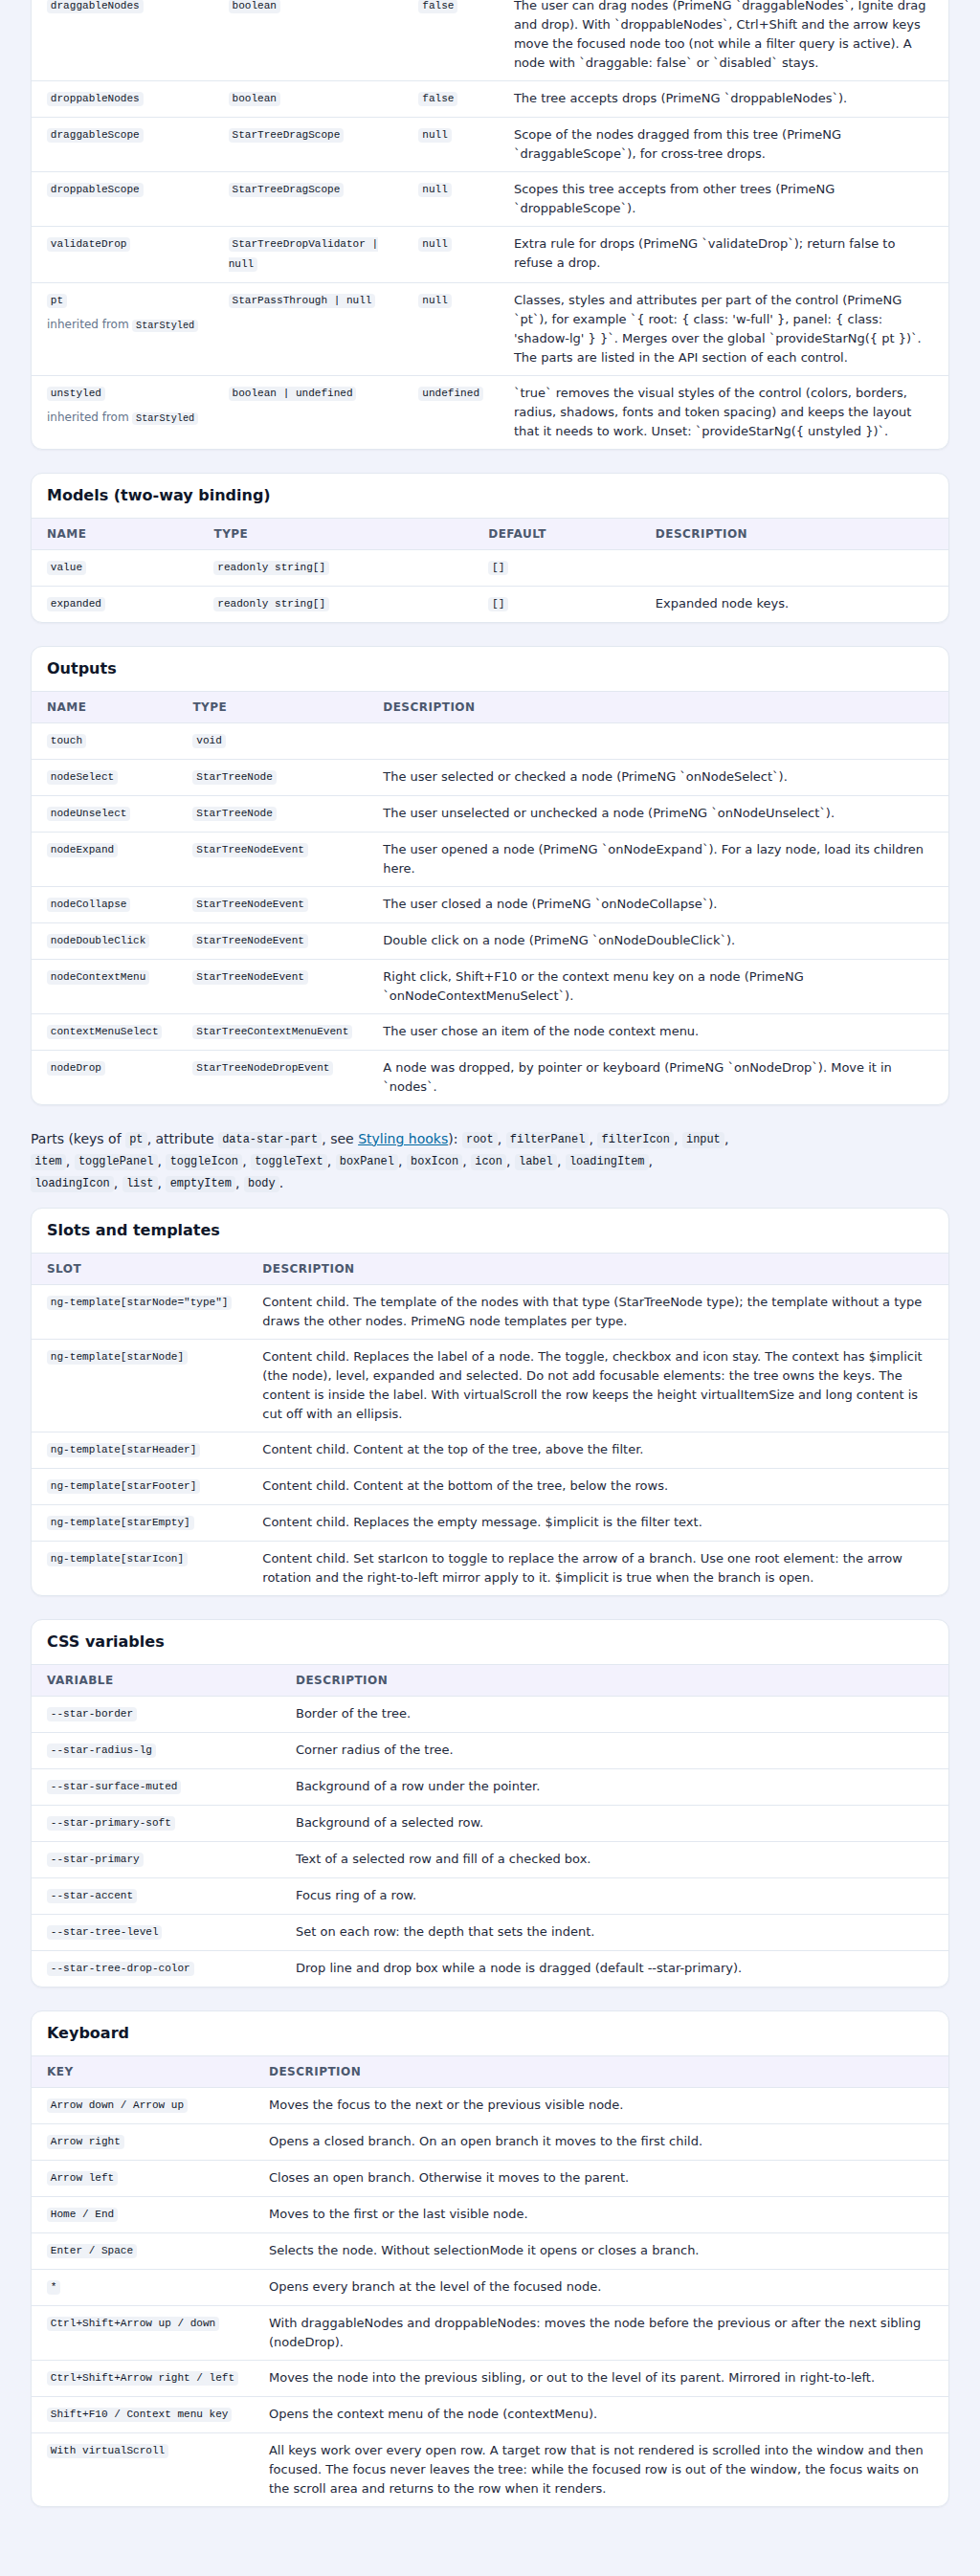 draggableNodes boolean false The user can drag nodes (PrimeNG `draggableNodes`, Ignite drag
and drop). With `droppableNodes`, Ctrl+Shift and the arrow keys
move the focused node too (not while a filter query is active). A
node with `draggable: false` or `disabled` stays.
droppableNodes boolean false The tree accepts drops (PrimeNG `droppableNodes`).
draggableScope StarTreeDragScope null Scope of the nodes dragged from this tree (PrimeNG
`draggableScope`), for cross-tree drops.
droppableScope StarTreeDragScope null Scopes this tree accepts from other trees (PrimeNG
`droppableScope`).
validateDrop StarTreeDropValidator | null Extra rule for drops (PrimeNG `validateDrop`); return false to
null refuse a drop.
pt StarPassThrough | null null Classes, styles and attributes per part of the control (PrimeNG
inherited from StarStyled `pt`), for example `{ root: { class: 'w-full' }, panel: { class:
'shadow-lg' } }`. Merges over the global `provideStarNg({ pt })`.
The parts are listed in the API section of each control.
unstyled boolean | undefined undefined `true` removes the visual styles of the control (colors, borders,
inherited from StarStyled radius, shadows, fonts and token spacing) and keeps the layout
that it needs to work. Unset: `provideStarNg({ unstyled })`.
Models (two-way binding)
NAME TYPE DEFAULT DESCRIPTION
value readonly string[] []
expanded readonly string[] [] Expanded node keys.
Outputs
NAME TYPE DESCRIPTION
touch void
nodeSelect StarTreeNode The user selected or checked a node (PrimeNG `onNodeSelect`).
nodeUnselect StarTreeNode The user unselected or unchecked a node (PrimeNG `onNodeUnselect`).
nodeExpand StarTreeNodeEvent The user opened a node (PrimeNG `onNodeExpand`). For a lazy node, load its children
here.
nodeCollapse StarTreeNodeEvent The user closed a node (PrimeNG `onNodeCollapse`).
nodeDoubleClick StarTreeNodeEvent Double click on a node (PrimeNG `onNodeDoubleClick`).
nodeContextMenu StarTreeNodeEvent Right click, Shift+F10 or the context menu key on a node (PrimeNG
`onNodeContextMenuSelect`).
contextMenuSelect StarTreeContextMenuEvent The user chose an item of the node context menu.
nodeDrop StarTreeNodeDropEvent A node was dropped, by pointer or keyboard (PrimeNG `onNodeDrop`). Move it in
`nodes`.
Parts (keys of pt, attribute data-star-part, see Styling hooks): root, filterPanel, filterIcon, input,
item, togglePanel, toggleIcon, toggleText, boxPanel, boxIcon, icon, label, loadingItem,
loadingIcon, list, emptyItem, body.
Slots and templates
SLOT DESCRIPTION
ng-template[starNode="type"] Content child. The template of the nodes with that type (StarTreeNode type); the template without a type
draws the other nodes. PrimeNG node templates per type.
ng-template[starNode] Content child. Replaces the label of a node. The toggle, checkbox and icon stay. The context has $implicit
(the node), level, expanded and selected. Do not add focusable elements: the tree owns the keys. The
content is inside the label. With virtualScroll the row keeps the height virtualItemSize and long content is
cut off with an ellipsis.
ng-template[starHeader] Content child. Content at the top of the tree, above the filter.
ng-template[starFooter] Content child. Content at the bottom of the tree, below the rows.
ng-template[starEmpty] Content child. Replaces the empty message. $implicit is the filter text.
ng-template[starIcon] Content child. Set starIcon to toggle to replace the arrow of a branch. Use one root element: the arrow
rotation and the right-to-left mirror apply to it. $implicit is true when the branch is open.
CSS variables
VARIABLE DESCRIPTION
--star-border Border of the tree.
--star-radius-lg Corner radius of the tree.
--star-surface-muted Background of a row under the pointer.
--star-primary-soft Background of a selected row.
--star-primary Text of a selected row and fill of a checked box.
--star-accent Focus ring of a row.
--star-tree-level Set on each row: the depth that sets the indent.
--star-tree-drop-color Drop line and drop box while a node is dragged (default --star-primary).
Keyboard
KEY DESCRIPTION
Arrow down / Arrow up Moves the focus to the next or the previous visible node.
Arrow right Opens a closed branch. On an open branch it moves to the first child.
Arrow left Closes an open branch. Otherwise it moves to the parent.
Home / End Moves to the first or the last visible node.
Enter / Space Selects the node. Without selectionMode it opens or closes a branch.
* Opens every branch at the level of the focused node.
Ctrl+Shift+Arrow up / down With draggableNodes and droppableNodes: moves the node before the previous or after the next sibling
(nodeDrop).
Ctrl+Shift+Arrow right / left Moves the node into the previous sibling, or out to the level of its parent. Mirrored in right-to-left.
Shift+F10 / Context menu key Opens the context menu of the node (contextMenu).
With virtualScroll All keys work over every open row. A target row that is not rendered is scrolled into the window and then
focused. The focus never leaves the tree: while the focused row is out of the window, the focus waits on
the scroll area and returns to the row when it renders.